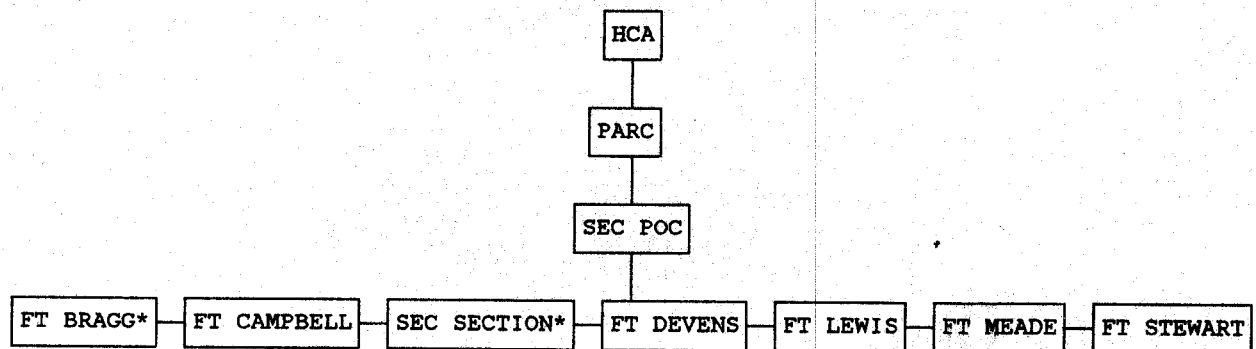 HCA
PARC
SEC POC
FT BRAGG* FT CAMPBELL SEC SECTION* FT DEVENS FT LEWIS FT MEADE FT STEWART